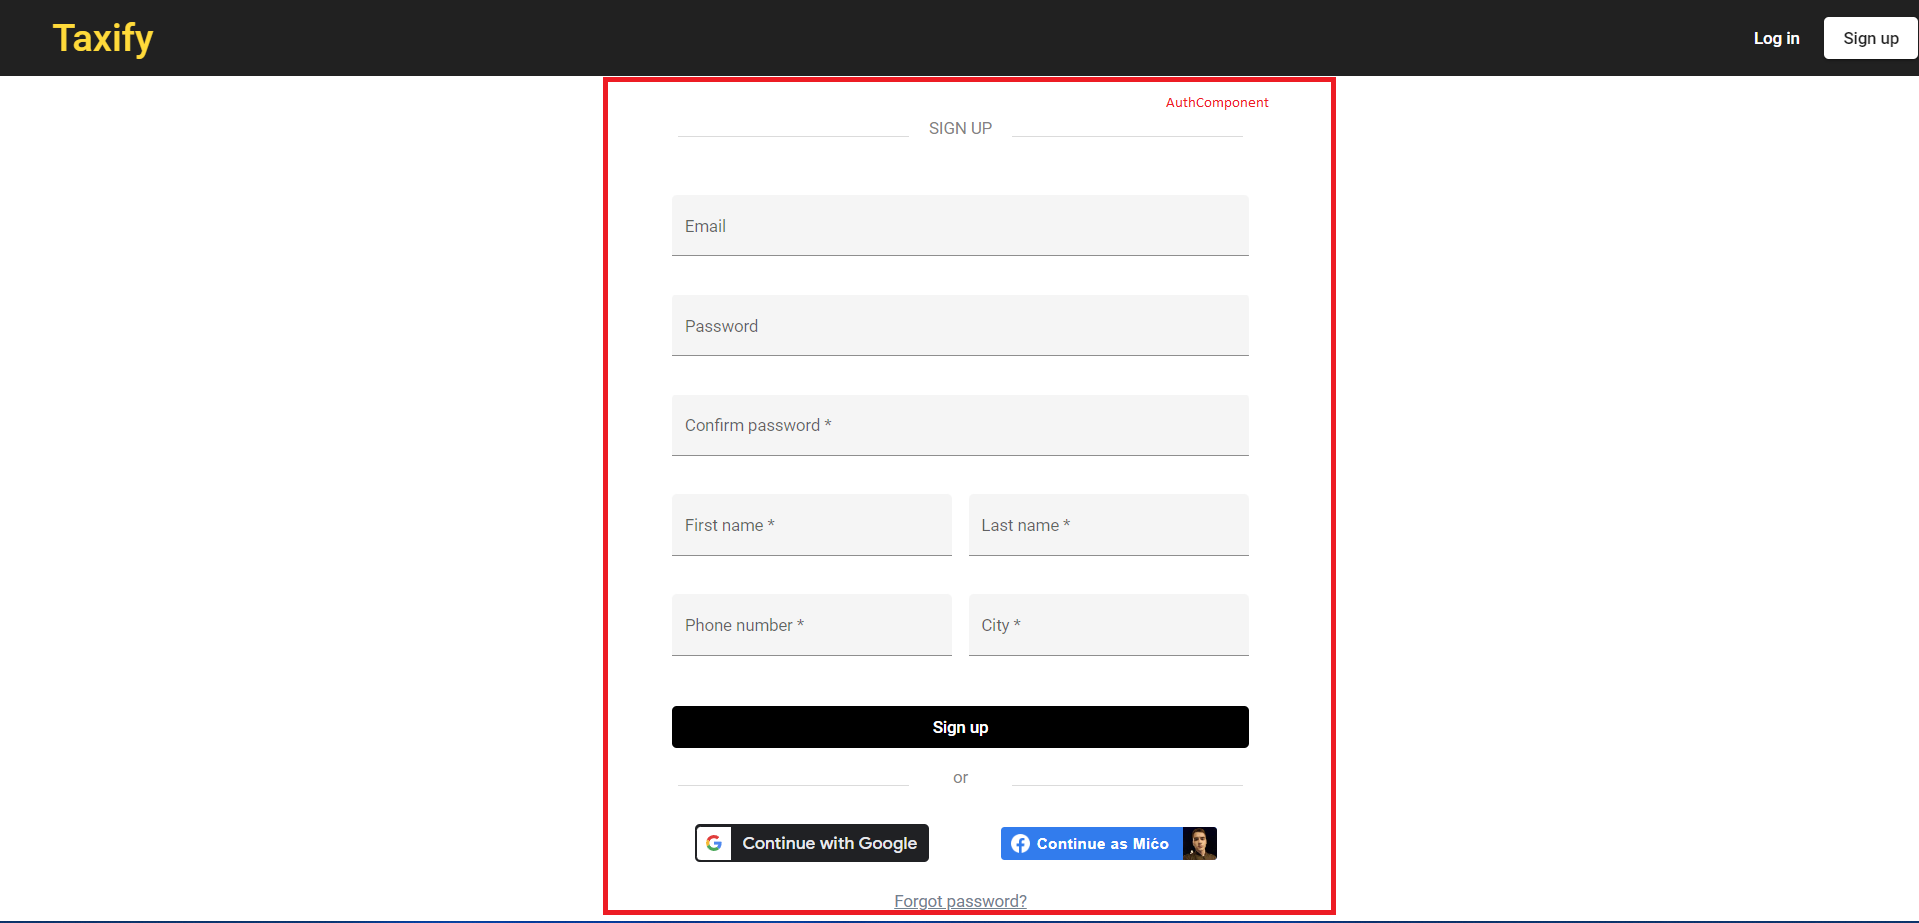 Taxify
Log in
Sign up
AuthComponent
SIGN UP
Email
Password
Confirm password *
First name *
Last name *
Phone number *
City *
Sign up
or
Continue with Google
Continue as Mićo
Forgot password?